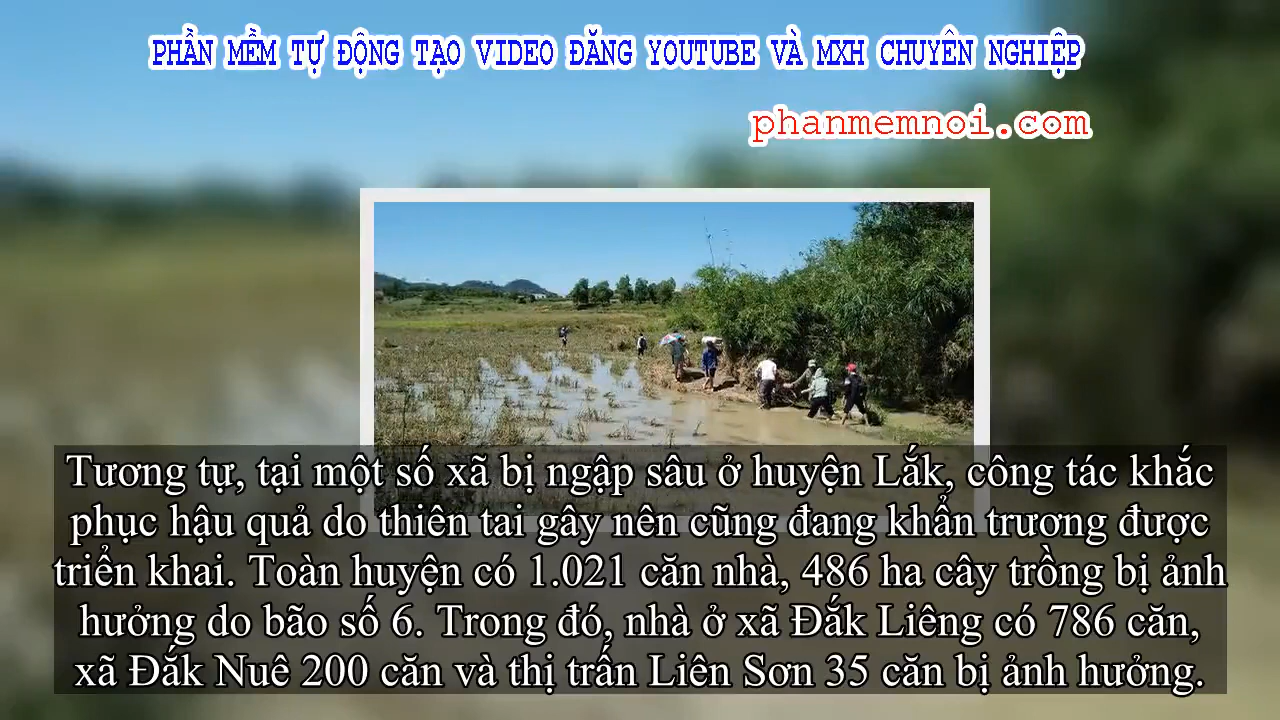 PHẦN MỀM TỰ ĐỘNG TẠO VIDEO ĐĂNG YOUTUBE VÀ MXH CHUYÊN NGHIỆP
phanmemnoi.com
Tương tự, tại một số xã bị ngập sâu ở huyện Lắk, công tác khắc
phục hậu quả do thiên tai gây nên cũng đang khẩn trương được
triển khai. Toàn huyện có 1.021 căn nhà, 486 ha cây trồng bị ảnh
hưởng do bão số 6. Trong đó, nhà ở xã Đắk Liêng có 786 căn,
xã Đắk Nuê 200 căn và thị trấn Liên Sơn 35 căn bị ảnh hưởng.